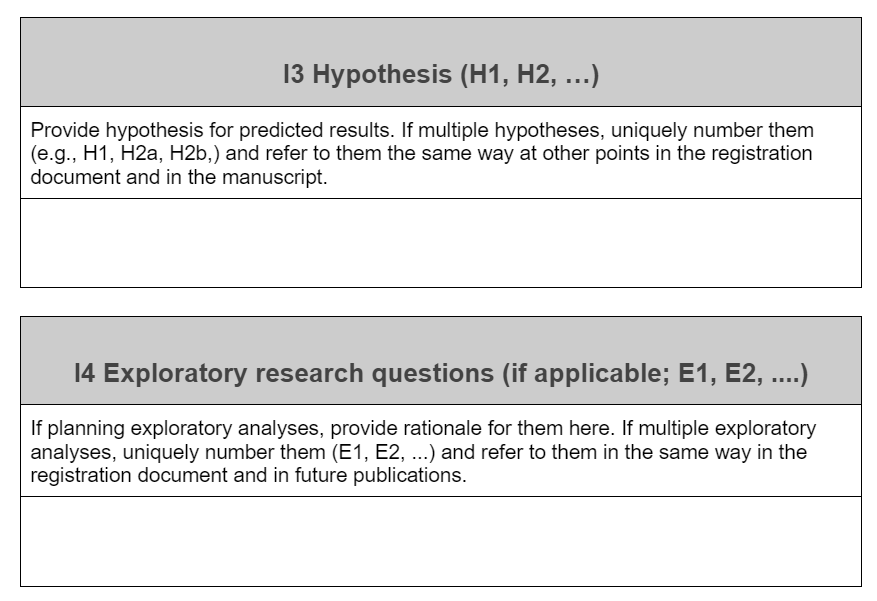 I3 Hypothesis (H1, H2, …)
Provide hypothesis for predicted results. If multiple hypotheses, uniquely number them
(e.g., H1, H2a, H2b,) and refer to them the same way at other points in the registration
document and in the manuscript.
I4 Exploratory research questions (if applicable; E1, E2, ....)
If planning exploratory analyses, provide rationale for them here. If multiple exploratory
analyses, uniquely number them (E1, E2, ...) and refer to them in the same way in the
registration document and in future publications.